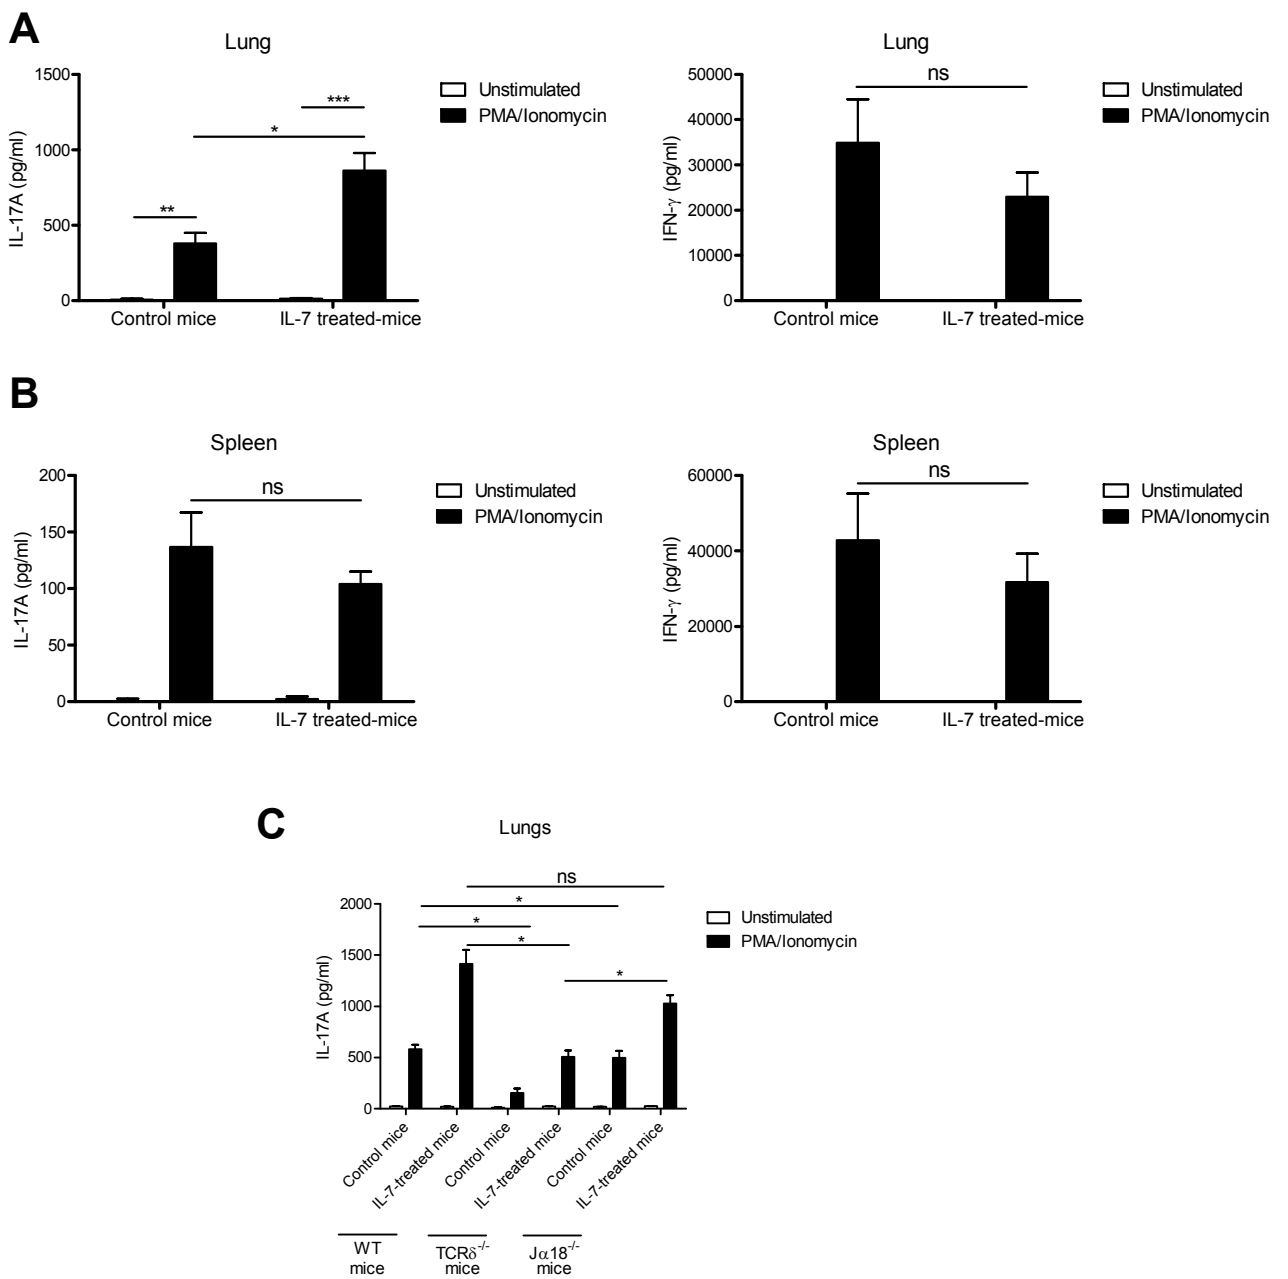 A
Lung
1500
1000
500
0
IL-17A (pg/ml)
**
*
***
Control mice
IL-7 treated-mice
Unstimulated
PMA/Ionomycin
Lung
50000
40000
30000
20000
10000
0
IFN-γ (pg/ml)
ns
Control mice
IL-7 treated-mice
Unstimulated
PMA/Ionomycin
B
Spleen
200
150
100
50
0
IL-17A (pg/ml)
ns
Control mice
IL-7 treated-mice
Unstimulated
PMA/Ionomycin
Spleen
60000
40000
20000
0
IFN-γ (pg/ml)
ns
Control mice
IL-7 treated-mice
Unstimulated
PMA/Ionomycin
C
Lungs
2000
1500
1000
500
0
IL-17A (pg/ml)
ns
*
*
*
*
Unstimulated
PMA/Ionomycin
Control mice
IL-7-treated mice
Control mice
IL-7-treated mice
Control mice
IL-7-treated mice
WT
mice
TCRδ-/-
mice
Jα18-/-
mice